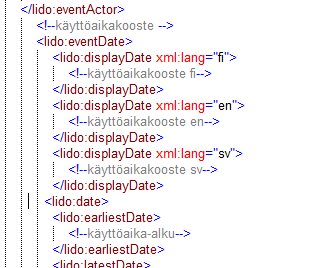 </lido:eventActor>
<!--käyttöaikakooste -->
<lido:eventDate>
<lido:displayDate xml:lang="fi">
<!--käyttöaikakooste fi-->
</lido:displayDate>
<lido:displayDate xml:lang="en">
<!--käyttöaikakooste en-->
</lido:displayDate>
<lido:displayDate xml:lang="sv">
<!--käyttöaikakooste sv-->
</lido:displayDate>
<lido:date>
<lido:earliestDate>
<!--käyttöaika-alku-->
</lido:earliestDate>
<lido:latestDate>